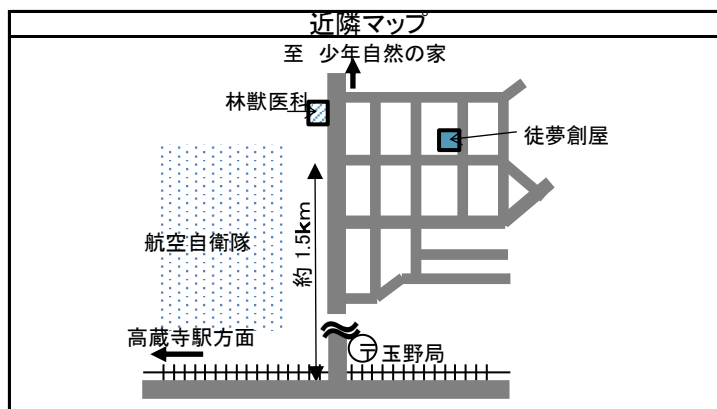 近隣マップ
至 少年自然の家
林獣医科
徒夢創屋
約 1.5km
航空自衛隊
高蔵寺駅方面
〒玉野局